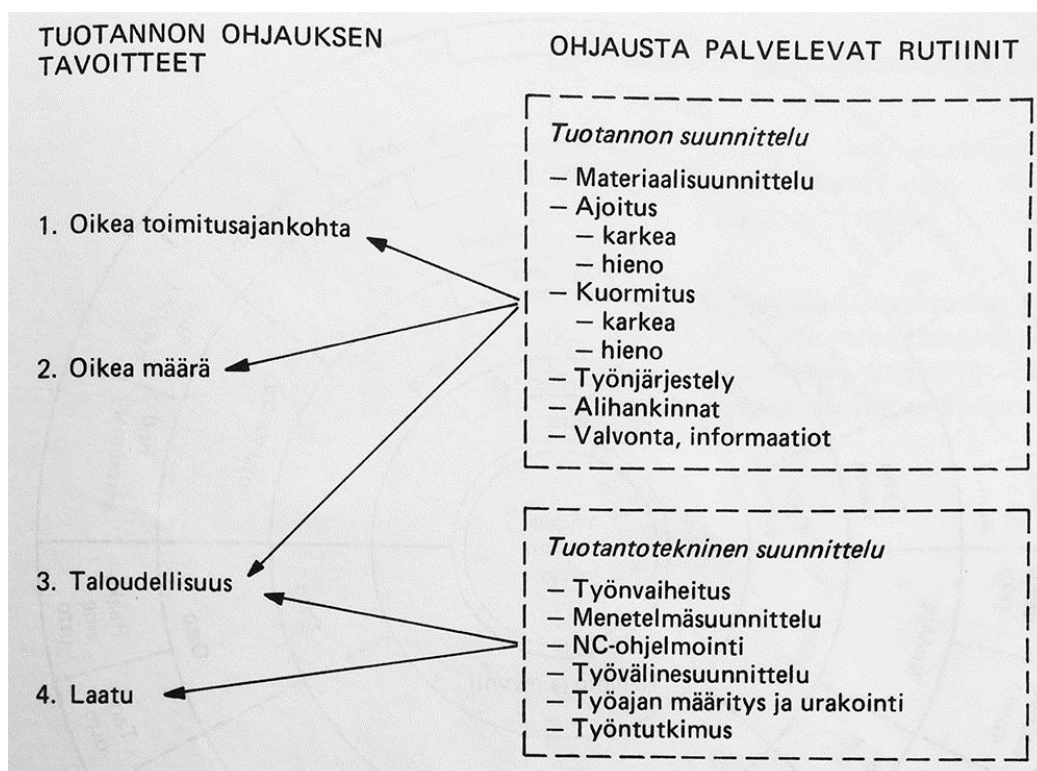 TUOTANNON OHJAUKSEN
TAVOITTEET
1. Oikea toimitusajankohta
2. Oikea määrä
3. Taloudellisuus
4. Laatu
OHJAUSTA PALVELEVAT RUTIINIT
Tuotannon suunnittelu
— Materiaalisuunnittelu
— Ajoitus
— karkea
— hieno
— Kuormitus
— karkea
— hieno
— Työnjärjestely
— Alihankinnat
— Valvonta, informaatiot
Tuotantotekninen suunnittelu
— Työnvaiheitus
— Menetelmäsuunnittelu
— NC-ohjelmointi
— Työvälinesuunnittelu
— Työajan määritys ja urakointi
— Työntutkimus